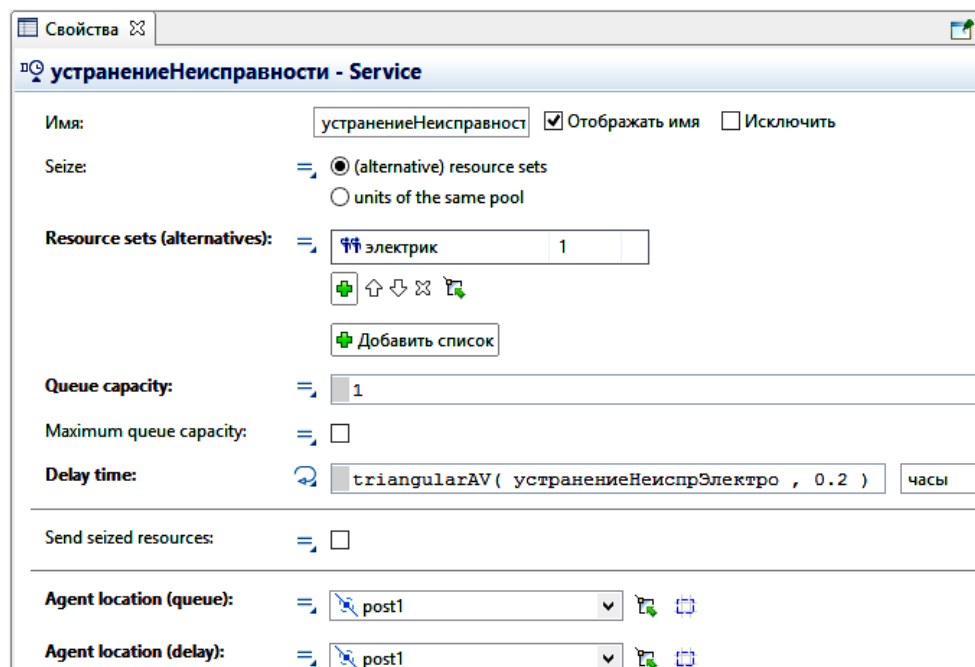 Свойства
устранениеНеисправности - Service
Имя: устранениеНеисправност Отображать имя Исключить
Seize: (alternative) resource sets
units of the same pool
Resource sets (alternatives): электрик 1
Добавить список
Queue capacity: 1
Maximum queue capacity:
Delay time: triangularAV( устранениеНеиспрЭлектро , 0.2 ) часы
Send seized resources:
Agent location (queue): post1
Agent location (delay): post1